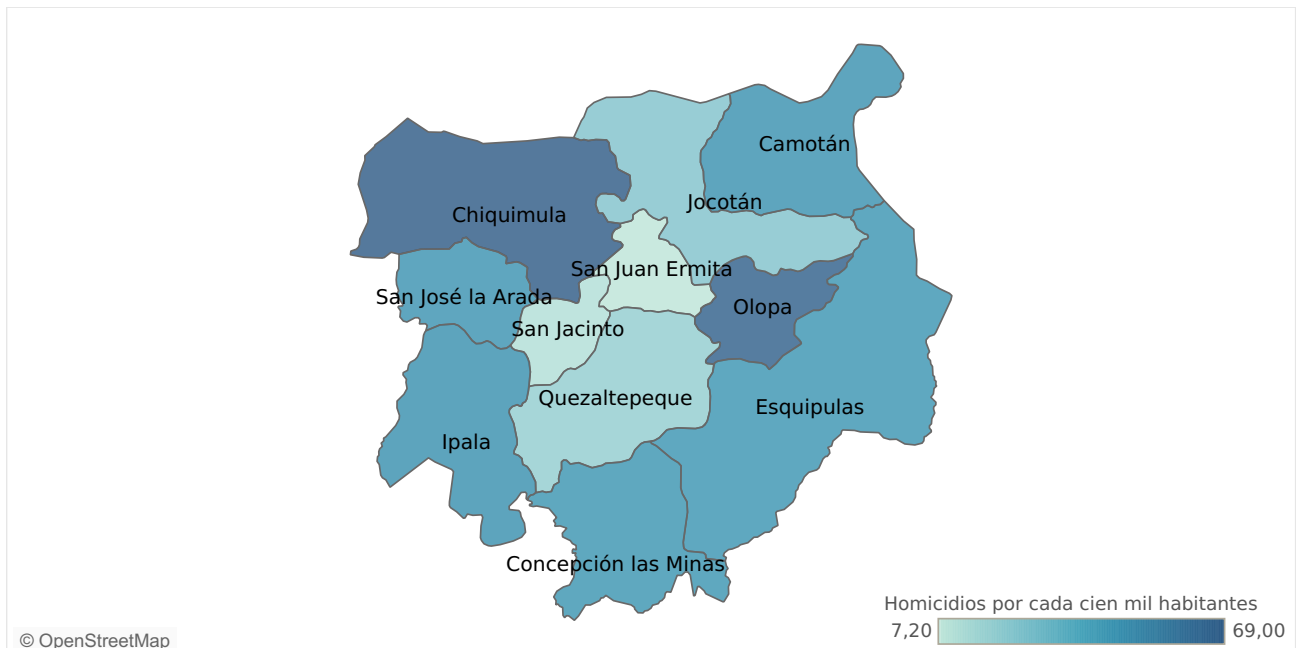 Camotán
Jocotán
Chiquimula
San Juan Ermita
San José la Arada
Olopa
San Jacinto
Quezaltepeque
Esquipulas
Ipala
Concepción las Minas
Homicidios por cada cien mil habitantes
7,20 69,00
© OpenStreetMap